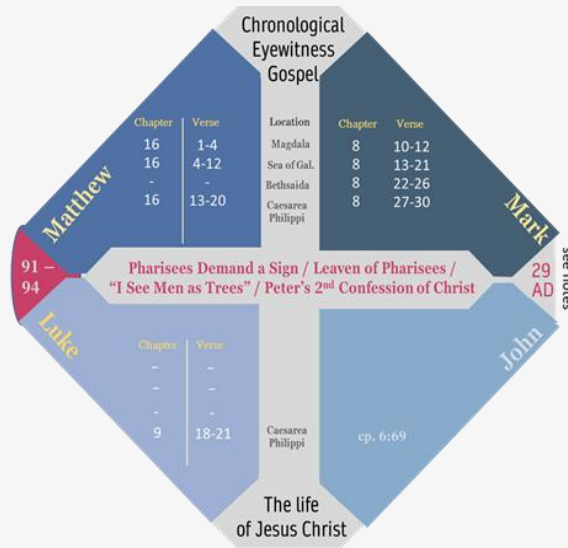 Chronological
Eyewitness
Gospel
Matthew
Chapter Verse
16 1-4
16 4-12
- -
16 13-20
Location
Magdala
Sea of Gal.
Bethsaida
Caesarea
Philippi
Mark
Chapter Verse
8 10-12
8 13-21
8 22-26
8 27-30
91 –
94
Pharisees Demand a Sign / Leaven of Pharisees /
“I See Men as Trees” / Peter’s 2nd Confession of Christ
29
AD
see notes
Luke
Chapter Verse
– –
– –
- -
9 18-21
Caesarea
Philippi
John
cp. 6:69
The life
of Jesus Christ